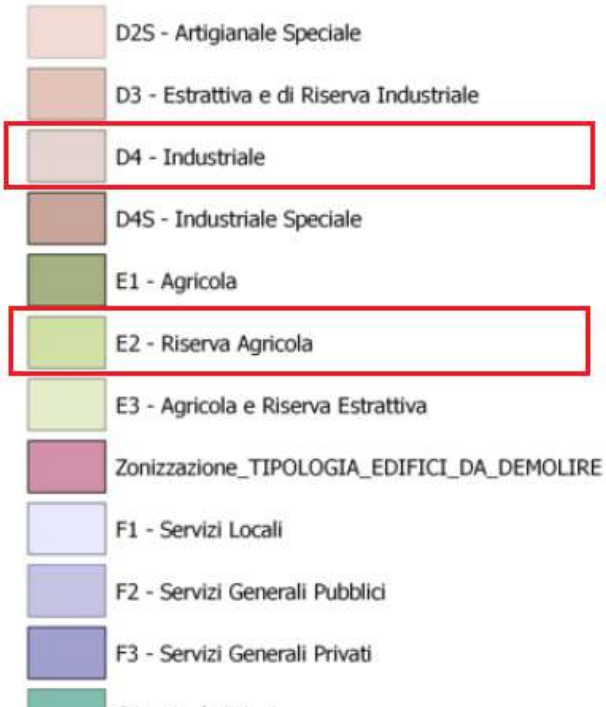 D2S - Artigianale Speciale
D3 - Estrattiva e di Riserva Industriale
D4 - Industriale
D4S - Industriale Speciale
E1 - Agricola
E2 - Riserva Agricola
E3 - Agricola e Riserva Estrattiva
Zonizzazione_TIPOLOGIA_EDIFICI_DA_DEMOLIRE
F1 - Servizi Locali
F2 - Servizi Generali Pubblici
F3 - Servizi Generali Privati